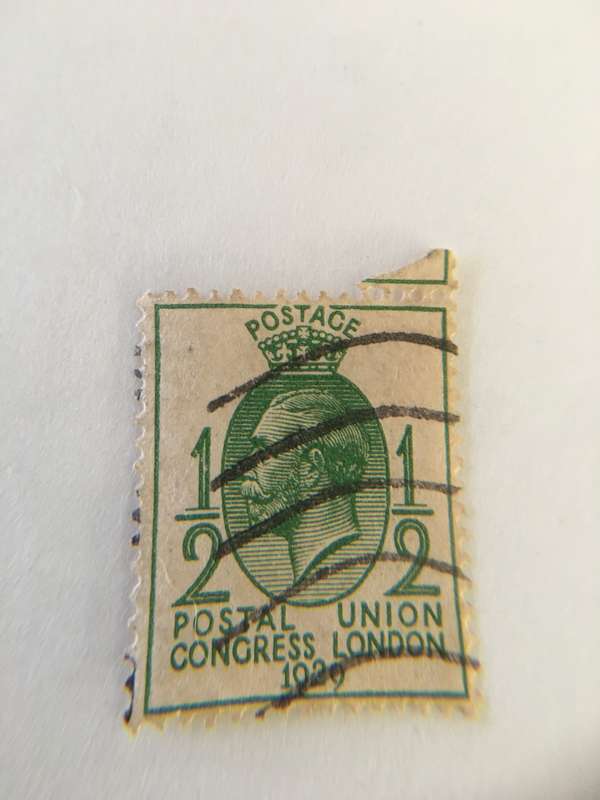 POSTAGE
1/2 1/2
POSTAL UNION
CONGRESS LONDON
1929